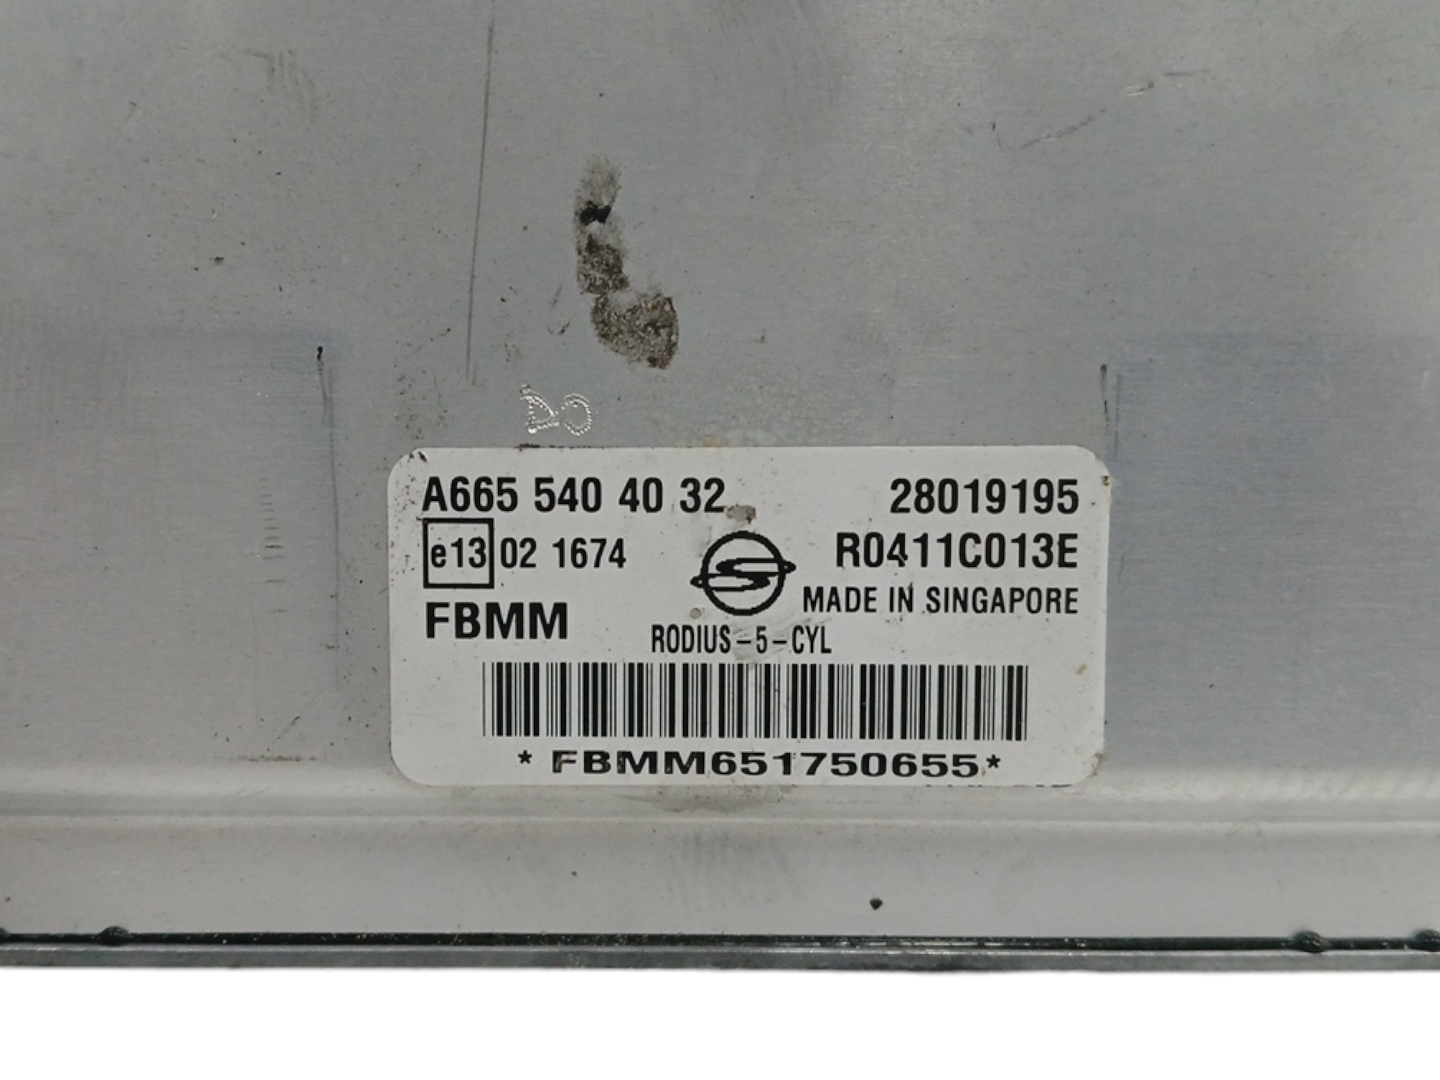 A665 540 40 32
28019195
e13 02 1674
R0411C013E
MADE IN SINGAPORE
FBMM
RODIUS-5-CYL
*FBMM651750655*